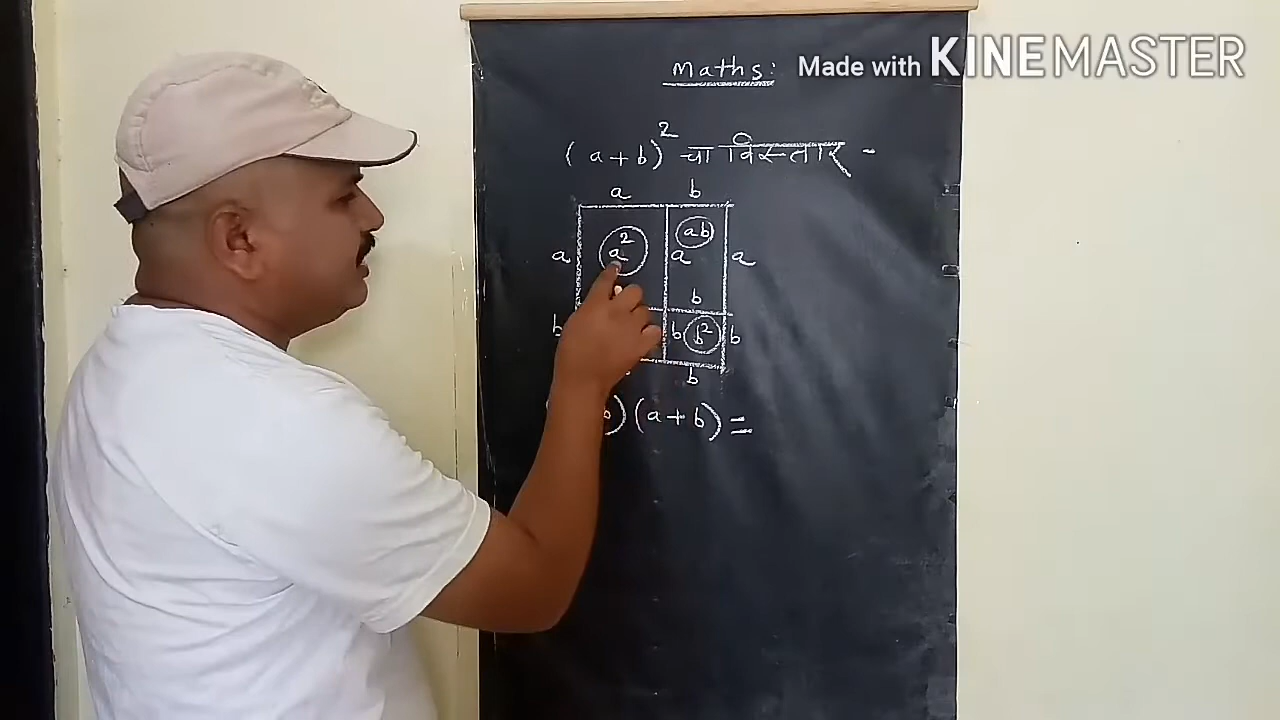 Made with KINEMASTER
Maths:
(a+b)² चा विस्तार -
a b
a a² ab a a
b
b b b² b
b
b)(a+b) =